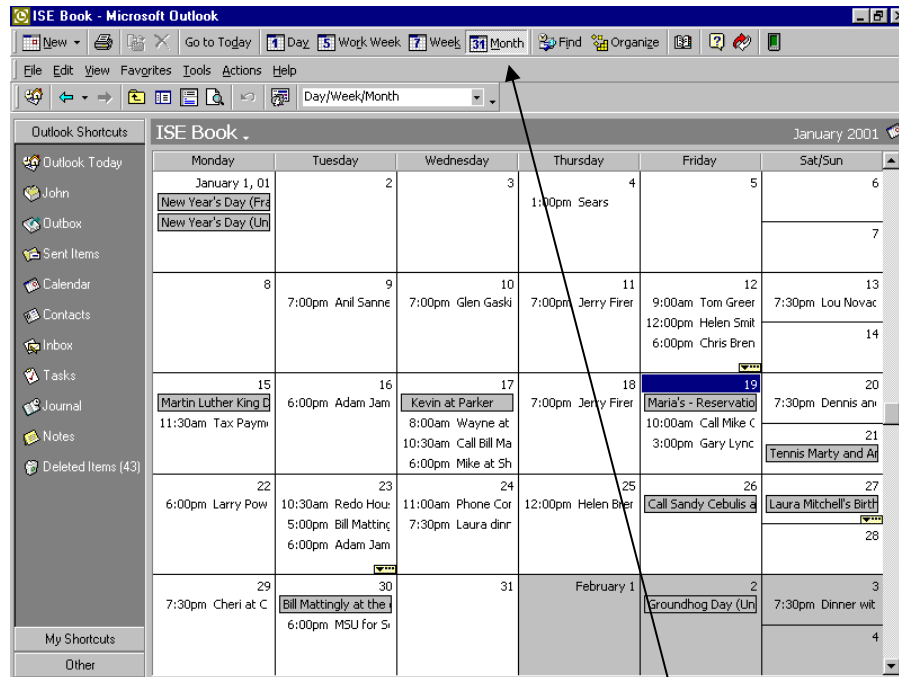 ISE Book - Microsoft Outlook
New Go to Today 1 Day 5 Work Week 7 Week 31 Month Find Organize
File Edit View Favorites Tools Actions Help
Day/Week/Month
Outlook Shortcuts
ISE Book
January 2001
Outlook Today
John
Outbox
Sent Items
Calendar
Contacts
Inbox
Tasks
Journal
Notes
Deleted Items (43)
My Shortcuts
Other
Monday Tuesday Wednesday Thursday Friday Sat/Sun
January 1, 01 2 3 4 5 6
New Year's Day (Fra
New Year's Day (Un
1:00pm Sears
7
8 9 10 11 12 13
7:00pm Anil Sanne
7:00pm Glen Gaski
7:00pm Jerry Firer
9:00am Tom Greer
12:00pm Helen Smit
6:00pm Chris Bren
7:30pm Lou Novac
14
15 16 17 18 19 20
Martin Luther King D
11:30am Tax Paym
6:00pm Adam Jam
Kevin at Parker
8:00am Wayne at
10:30am Call Bill Ma
6:00pm Mike at Sh
7:00pm Jerry Firer
Maria's - Reservatio
10:00am Call Mike C
3:00pm Gary Lync
7:30pm Dennis an
21
Tennis Marty and Ar
22 23 24 25 26 27
6:00pm Larry Pow
10:30am Redo Hou
5:00pm Bill Matting
6:00pm Adam Jam
11:00am Phone Cor
7:30pm Laura dinr
12:00pm Helen Brer
Call Sandy Cebulis a
Laura Mitchell's Birth
28
29 30 31 February 1 2 3
7:30pm Cheri at C
Bill Mattingly at the
6:00pm MSU for S
Groundhog Day (Un
7:30pm Dinner wit
4